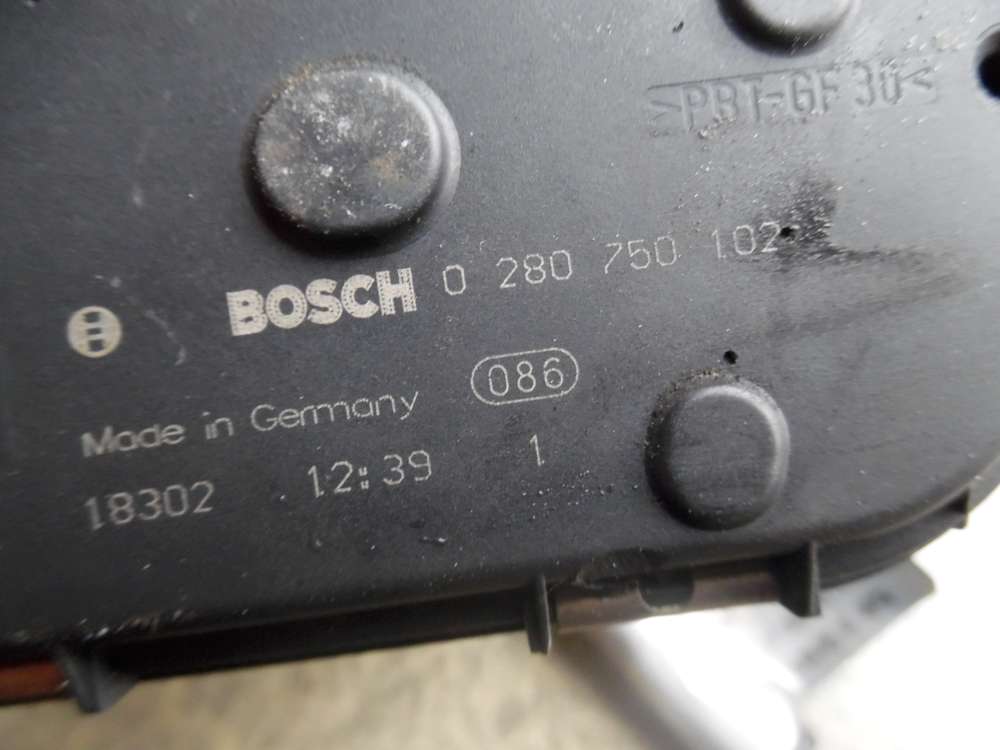 >PBT-GF30<
BOSCH 0 280 750 102
086
Made in Germany
18302 12:39 1